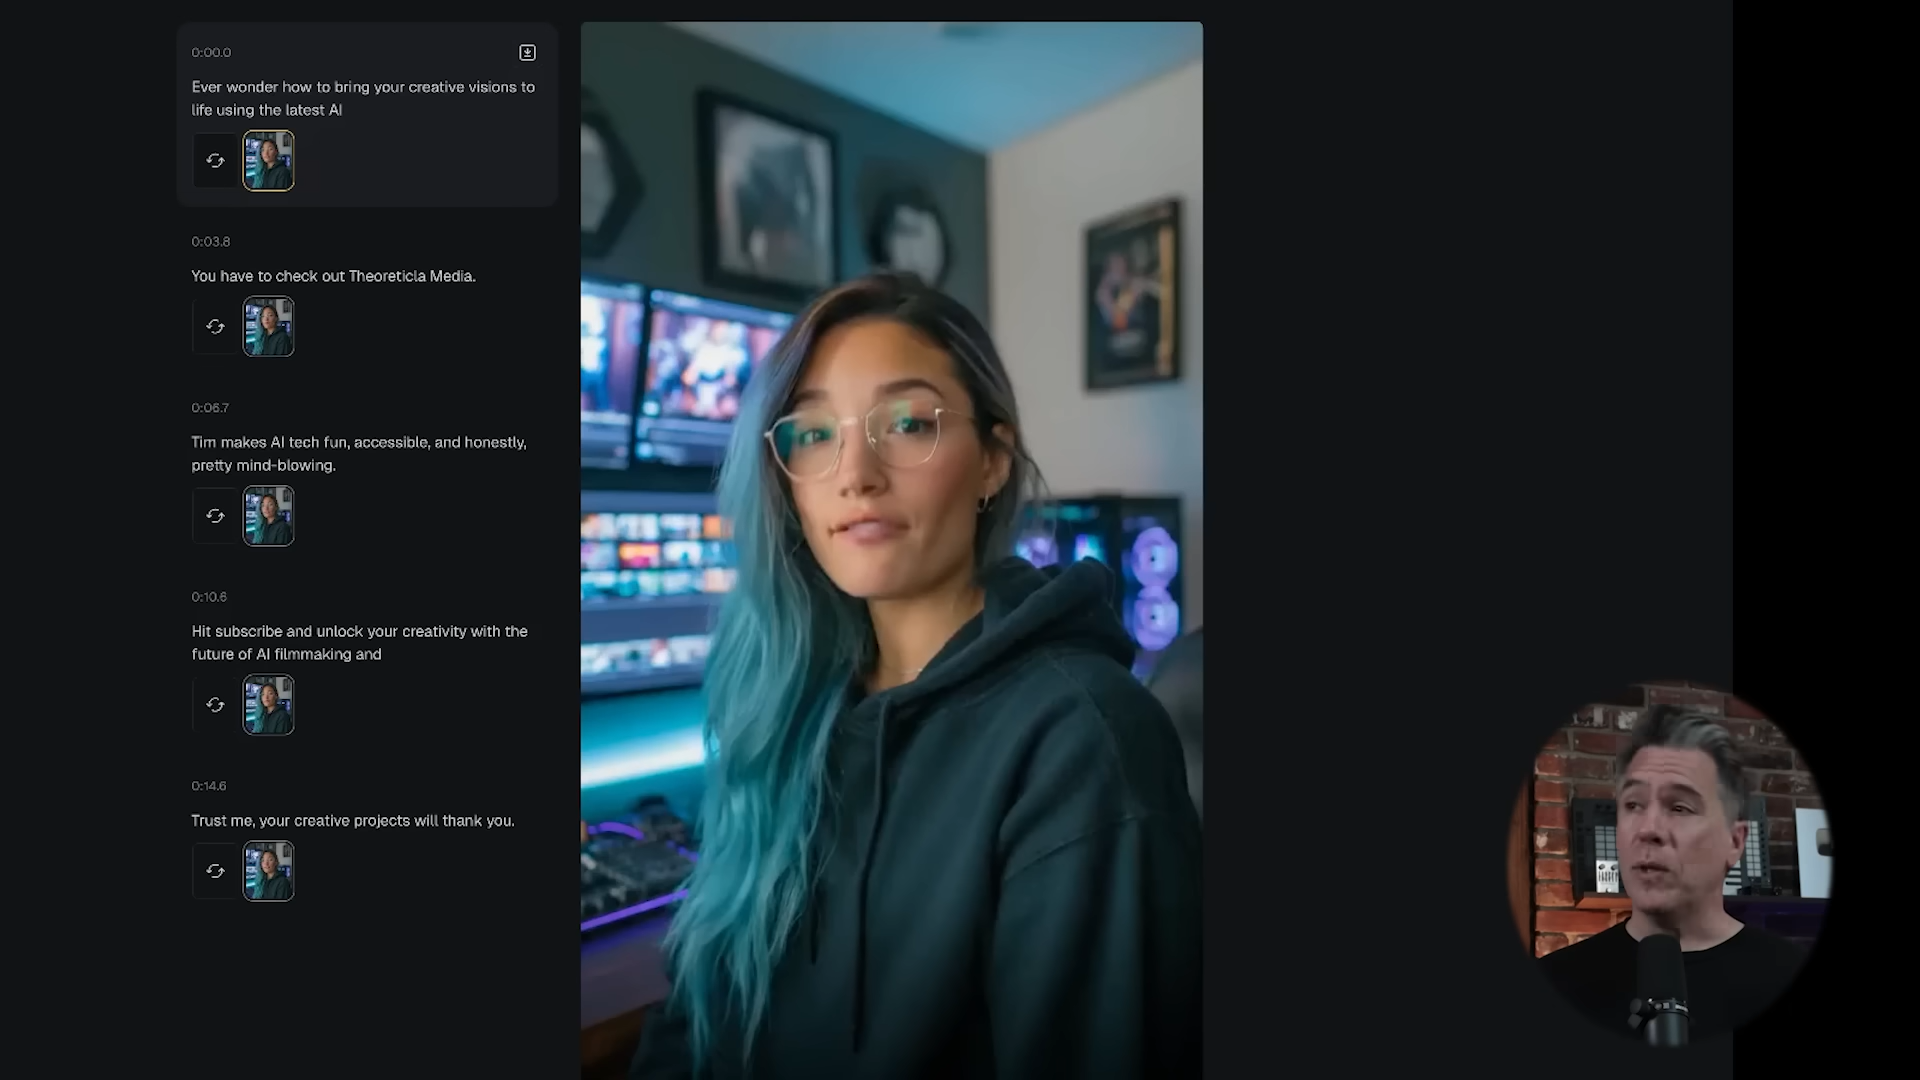 0:00.0
Ever wonder how to bring your creative visions to
life using the latest AI
0:03.8
You have to check out Theoreticla Media.
0:06.7
Tim makes AI tech fun, accessible, and honestly,
pretty mind-blowing.
0:10.6
Hit subscribe and unlock your creativity with the
future of AI filmmaking and
0:14.6
Trust me, your creative projects will thank you.